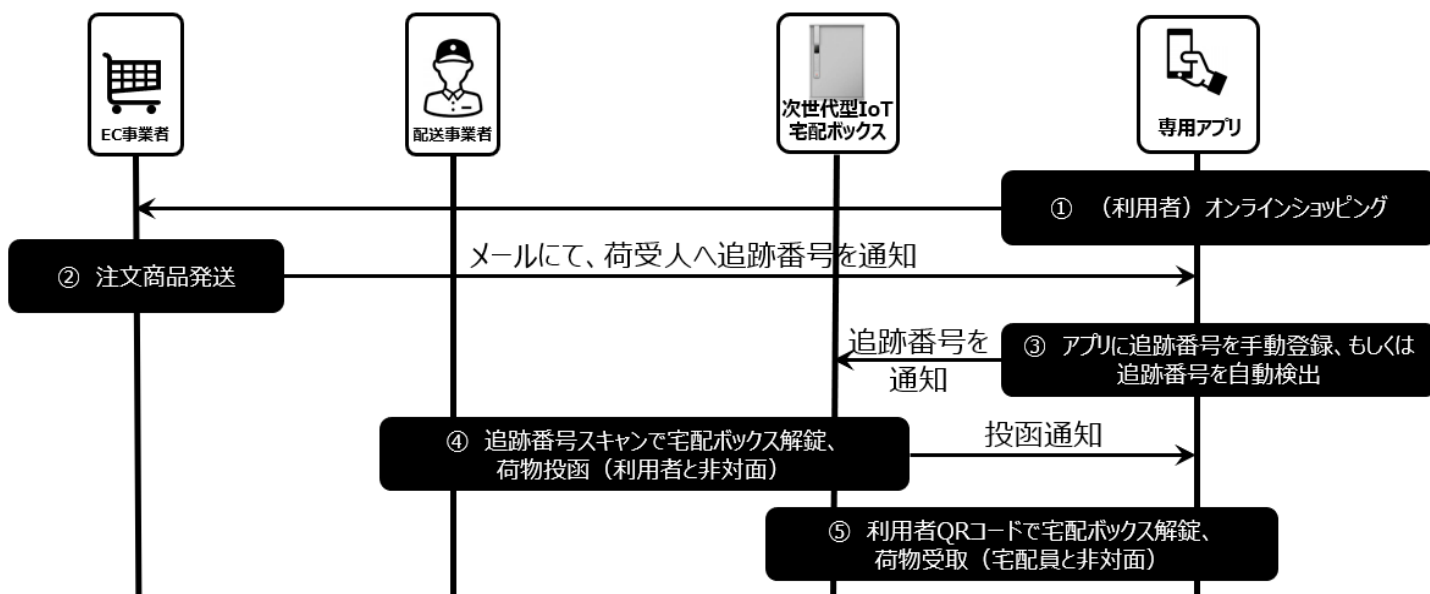 EC事業者
配送事業者
次世代型IoT
宅配ボックス
専用アプリ
① （利用者）オンラインショッピング
② 注文商品発送
メールにて、荷受人へ追跡番号を通知
追跡番号を
通知
③ アプリに追跡番号を手動登録、もしくは
追跡番号を自動検出
④ 追跡番号スキャンで宅配ボックス解錠、
荷物投函（利用者と非対面）
投函通知
⑤ 利用者QRコードで宅配ボックス解錠、
荷物受取（宅配員と非対面）